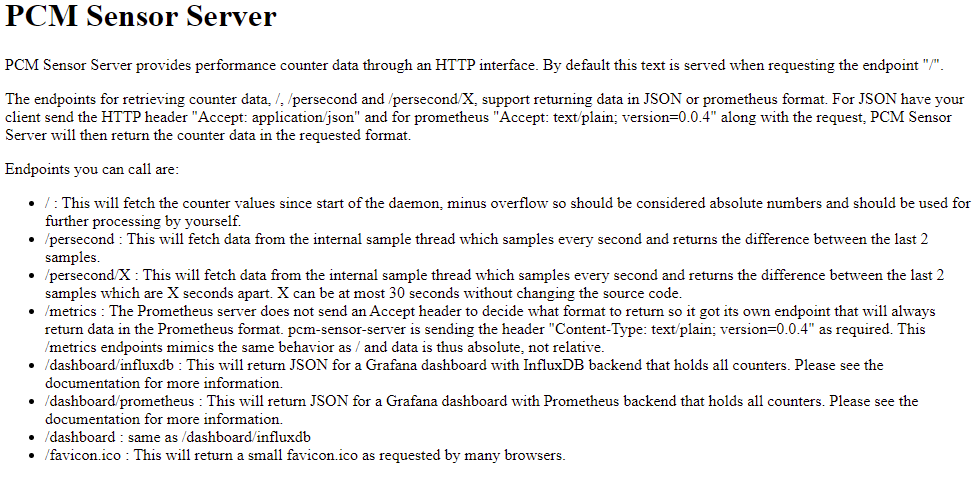 PCM Sensor Server
PCM Sensor Server provides performance counter data through an HTTP interface. By default this text is served when requesting the endpoint "/".
The endpoints for retrieving counter data, /, /persecond and /persecond/X, support returning data in JSON or prometheus format. For JSON have your
client send the HTTP header "Accept: application/json" and for prometheus "Accept: text/plain; version=0.0.4" along with the request, PCM Sensor
Server will then return the counter data in the requested format.
Endpoints you can call are:
• / : This will fetch the counter values since start of the daemon, minus overflow so should be considered absolute numbers and should be used for
further processing by yourself.
• /persecond : This will fetch data from the internal sample thread which samples every second and returns the difference between the last 2
samples.
• /persecond/X : This will fetch data from the internal sample thread which samples every second and returns the difference between the last 2
samples which are X seconds apart. X can be at most 30 seconds without changing the source code.
• /metrics : The Prometheus server does not send an Accept header to decide what format to return so it got its own endpoint that will always
return data in the Prometheus format. pcm-sensor-server is sending the header "Content-Type: text/plain; version=0.0.4" as required. This
/metrics endpoints mimics the same behavior as / and data is thus absolute, not relative.
• /dashboard/influxdb : This will return JSON for a Grafana dashboard with InfluxDB backend that holds all counters. Please see the
documentation for more information.
• /dashboard/prometheus : This will return JSON for a Grafana dashboard with Prometheus backend that holds all counters. Please see the
documentation for more information.
• /dashboard : same as /dashboard/influxdb
• /favicon.ico : This will return a small favicon.ico as requested by many browsers.